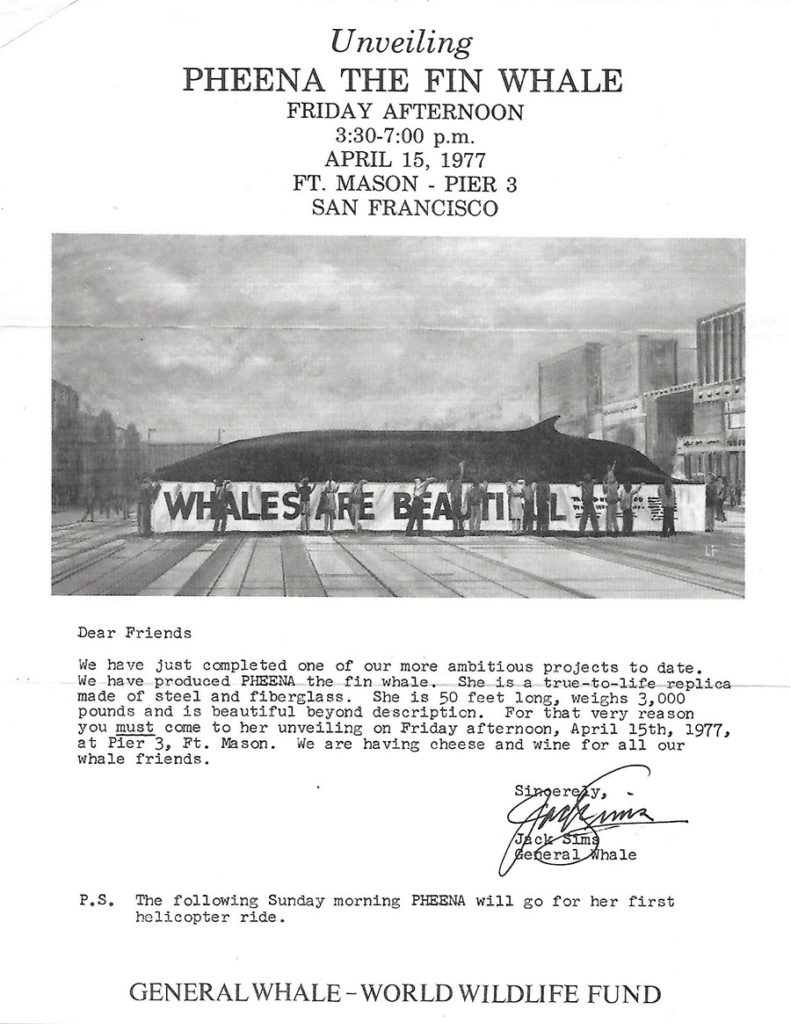 Unveiling
PHEENA THE FIN WHALE
FRIDAY AFTERNOON
3:30-7:00 p.m.
APRIL 15, 1977
FT. MASON - PIER 3
SAN FRANCISCO
WHALES ARE BEAUTIFUL
LF
Dear Friends
We have just completed one of our more ambitious projects to date.
We have produced PHEENA the fin whale. She is a true-to-life replica
made of steel and fiberglass. She is 50 feet long, weighs 3,000
pounds and is beautiful beyond description. For that very reason
you must come to her unveiling on Friday afternoon, April 15th, 1977,
at Pier 3, Ft. Mason. We are having cheese and wine for all our
whale friends.
Sincerely,
Jack Sims
Jack Sims
General Whale
P.S. The following Sunday morning PHEENA will go for her first
helicopter ride.
GENERAL WHALE - WORLD WILDLIFE FUND